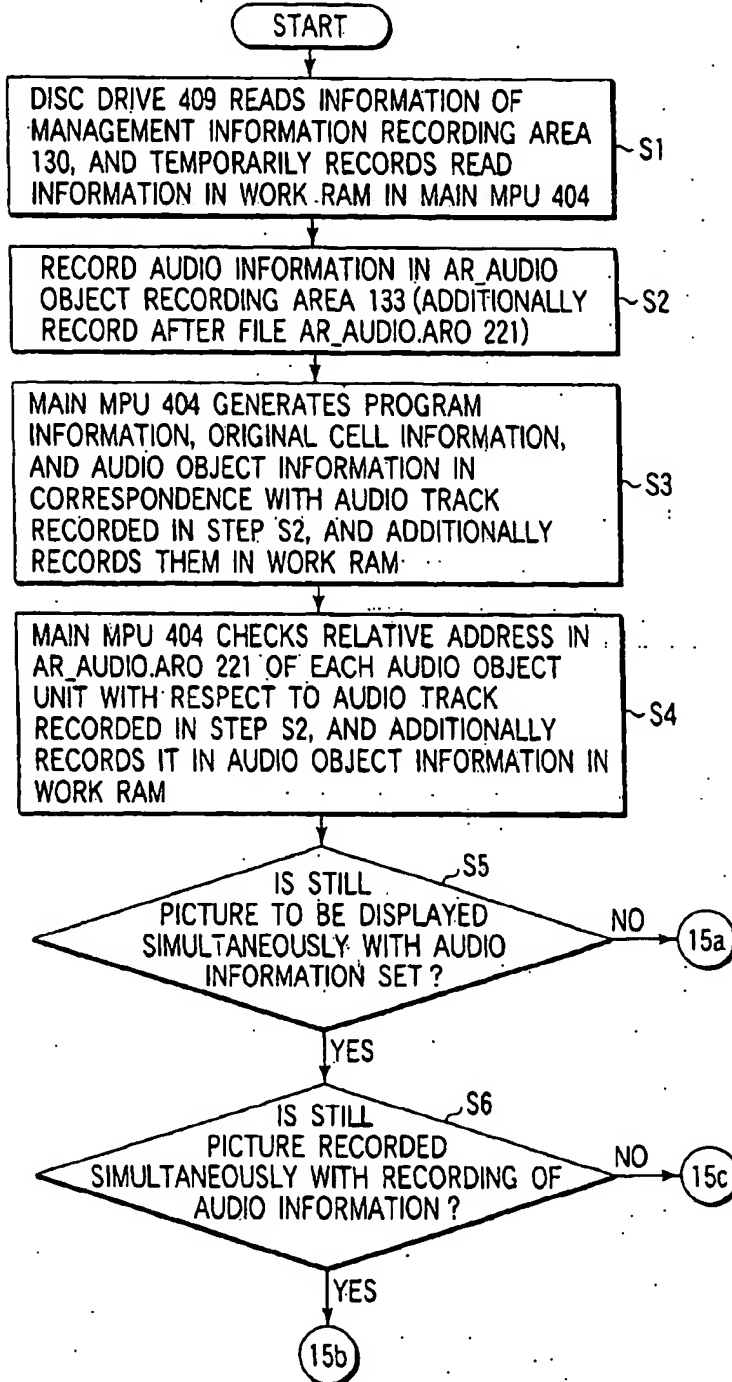 START
DISC DRIVE 409 READS INFORMATION OF
MANAGEMENT INFORMATION RECORDING AREA
130, AND TEMPORARILY RECORDS READ
INFORMATION IN WORK RAM IN MAIN MPU 404
S1
RECORD AUDIO INFORMATION IN AR_AUDIO
OBJECT RECORDING AREA 133 (ADDITIONALLY
RECORD AFTER FILE AR_AUDIO.ARO 221)
S2
MAIN MPU 404 GENERATES PROGRAM
INFORMATION, ORIGINAL CELL INFORMATION,
AND AUDIO OBJECT INFORMATION IN
CORRESPONDENCE WITH AUDIO TRACK
RECORDED IN STEP S2, AND ADDITIONALLY
RECORDS THEM IN WORK RAM
S3
MAIN MPU 404 CHECKS RELATIVE ADDRESS IN
AR_AUDIO.ARO 221 OF EACH AUDIO OBJECT
UNIT WITH RESPECT TO AUDIO TRACK
RECORDED IN STEP S2, AND ADDITIONALLY
RECORDS IT IN AUDIO OBJECT INFORMATION IN
WORK RAM
S4
S5
IS STILL
PICTURE TO BE DISPLAYED
SIMULTANEOUSLY WITH AUDIO
INFORMATION SET ?
NO
15a
YES
S6
IS STILL
PICTURE RECORDED
SIMULTANEOUSLY WITH RECORDING OF
AUDIO INFORMATION ?
NO
15c
YES
15b